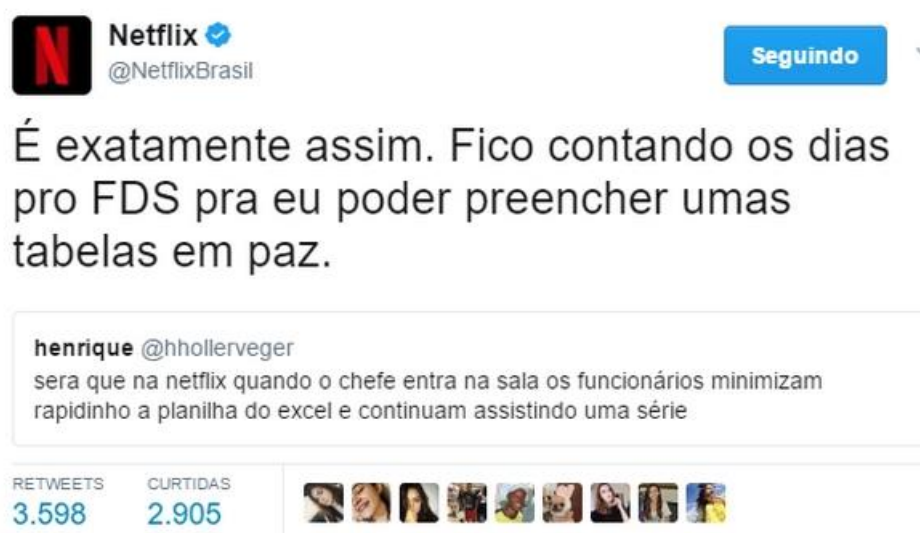 N
Netflix
@NetflixBrasil
Seguindo
É exatamente assim. Fico contando os dias
pro FDS pra eu poder preencher umas
tabelas em paz.
henrique @hhollerveger
sera que na netflix quando o chefe entra na sala os funcionários minimizam
rapidinho a planilha do excel e continuam assistindo uma série
RETWEETS CURTIDAS
3.598 2.905